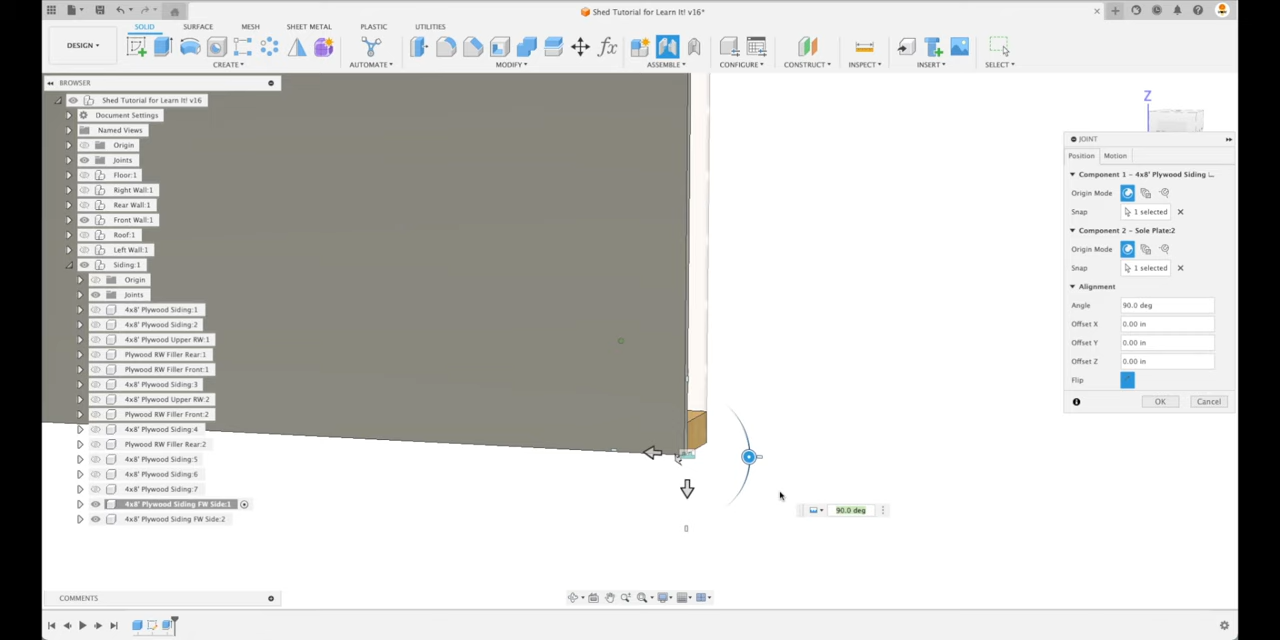 Shed Tutorial for Learn It! v16*
DESIGN
SOLID
SURFACE
MESH
SHEET METAL
PLASTIC
UTILITIES
CREATE
AUTOMATE
MODIFY
ASSEMBLE
CONFIGURE
CONSTRUCT
INSPECT
INSERT
SELECT
BROWSER
Shed Tutorial for Learn It! v16
Document Settings
Named Views
Origin
Joints
Floor:1
Right Wall:1
Rear Wall:1
Front Wall:1
Roof:1
Left Wall:1
Siding:1
Origin
Joints
4x8' Plywood Siding:1
4x8' Plywood Siding:2
4x8' Plywood Upper RW:1
Plywood RW Filler Rear:1
Plywood RW Filler Front:1
4x8' Plywood Siding:3
4x8' Plywood Upper RW:2
Plywood RW Filler Front:2
4x8' Plywood Siding:4
Plywood RW Filler Rear:2
4x8' Plywood Siding:5
4x8' Plywood Siding:6
4x8' Plywood Siding:7
4x8' Plywood Siding FW Side:1
4x8' Plywood Siding FW Side:2
Z
JOINT
Position
Motion
Component 1 - 4x8' Plywood Siding
Origin Mode
Snap
1 selected
Component 2 - Sole Plate:2
Origin Mode
Snap
1 selected
Alignment
Angle
90.0 deg
Offset X
0.00 in
Offset Y
0.00 in
Offset Z
0.00 in
Flip
OK
Cancel
90.0 deg
COMMENTS